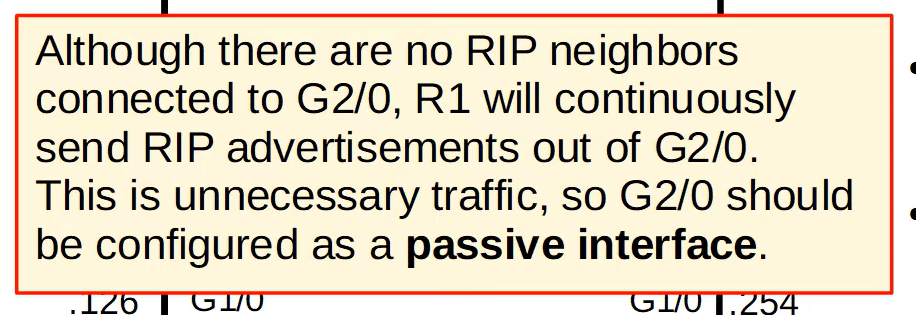 Although there are no RIP neighbors
connected to G2/0, R1 will continuously
send RIP advertisements out of G2/0.
This is unnecessary traffic, so G2/0 should
be configured as a passive interface.
.126 G1/0 G1/0 .254